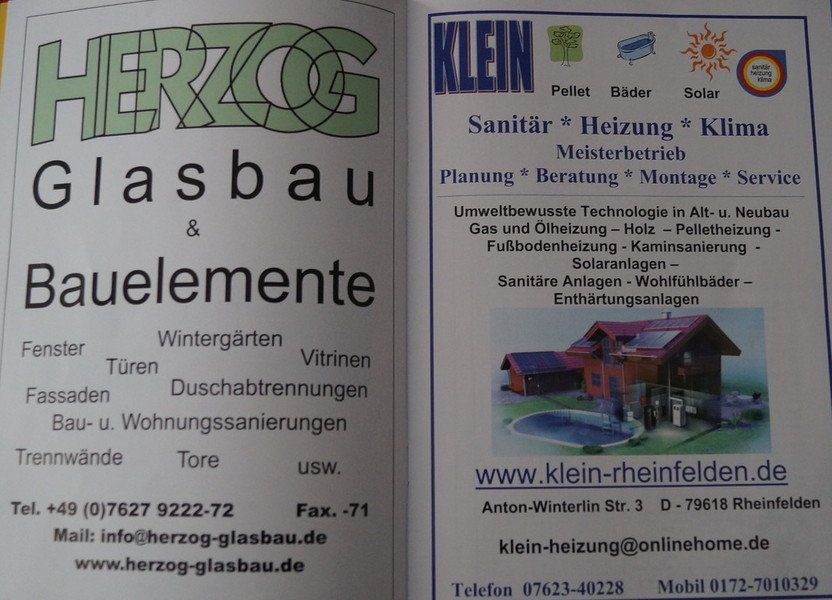 HERZOG
Glasbau
&
Bauelemente
Fenster Wintergärten
Türen Vitrinen
Fassaden Duschabtrennungen
Bau- u. Wohnungssanierungen
Trennwände Tore usw.
Tel. +49 (0)7627 9222-72 Fax. -71
Mail: info@herzog-glasbau.de
www.herzog-glasbau.de
KLEIN
Pellet Bäder Solar
sanitär
heizung
klima
Sanitär * Heizung * Klima
Meisterbetrieb
Planung * Beratung * Montage * Service
Umweltbewusste Technologie in Alt- u. Neubau
Gas und Ölheizung – Holz – Pelletheizung -
Fußbodenheizung - Kaminsanierung -
Solaranlagen –
Sanitäre Anlagen - Wohlfühlbäder –
Enthärtungsanlagen
www.klein-rheinfelden.de
Anton-Winterlin Str. 3 D - 79618 Rheinfelden
klein-heizung@onlinehome.de
Telefon 07623-40228 Mobil 0172-7010329